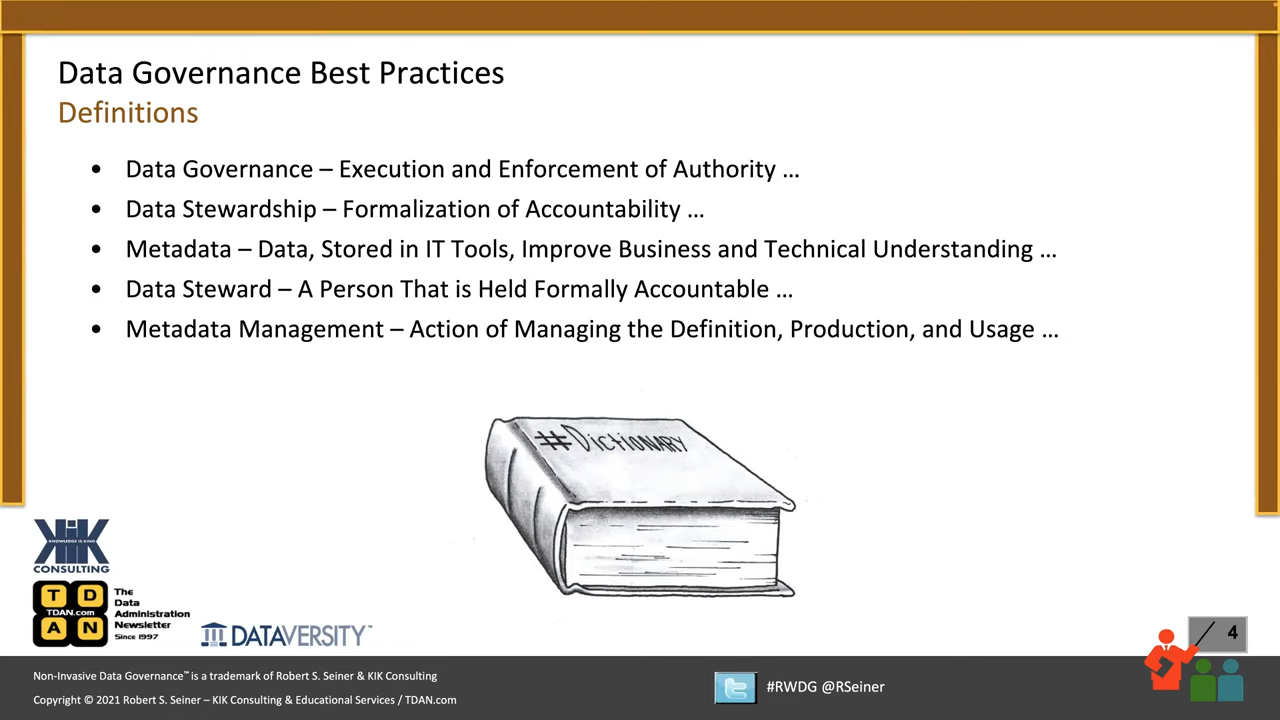 Data Governance Best Practices
Definitions
• Data Governance – Execution and Enforcement of Authority …
• Data Stewardship – Formalization of Accountability …
• Metadata – Data, Stored in IT Tools, Improve Business and Technical Understanding …
• Data Steward – A Person That is Held Formally Accountable …
• Metadata Management – Action of Managing the Definition, Production, and Usage …
#Dictionary
KIK
KNOWLEDGE IS KING
CONSULTING
T D
TDAN.com
A N
The
Data
Administration
Newsletter
Since 1997
DATAVERSITY™
4
Non-Invasive Data Governance™ is a trademark of Robert S. Seiner & KIK Consulting
Copyright © 2021 Robert S. Seiner – KIK Consulting & Educational Services / TDAN.com
#RWDG @RSeiner